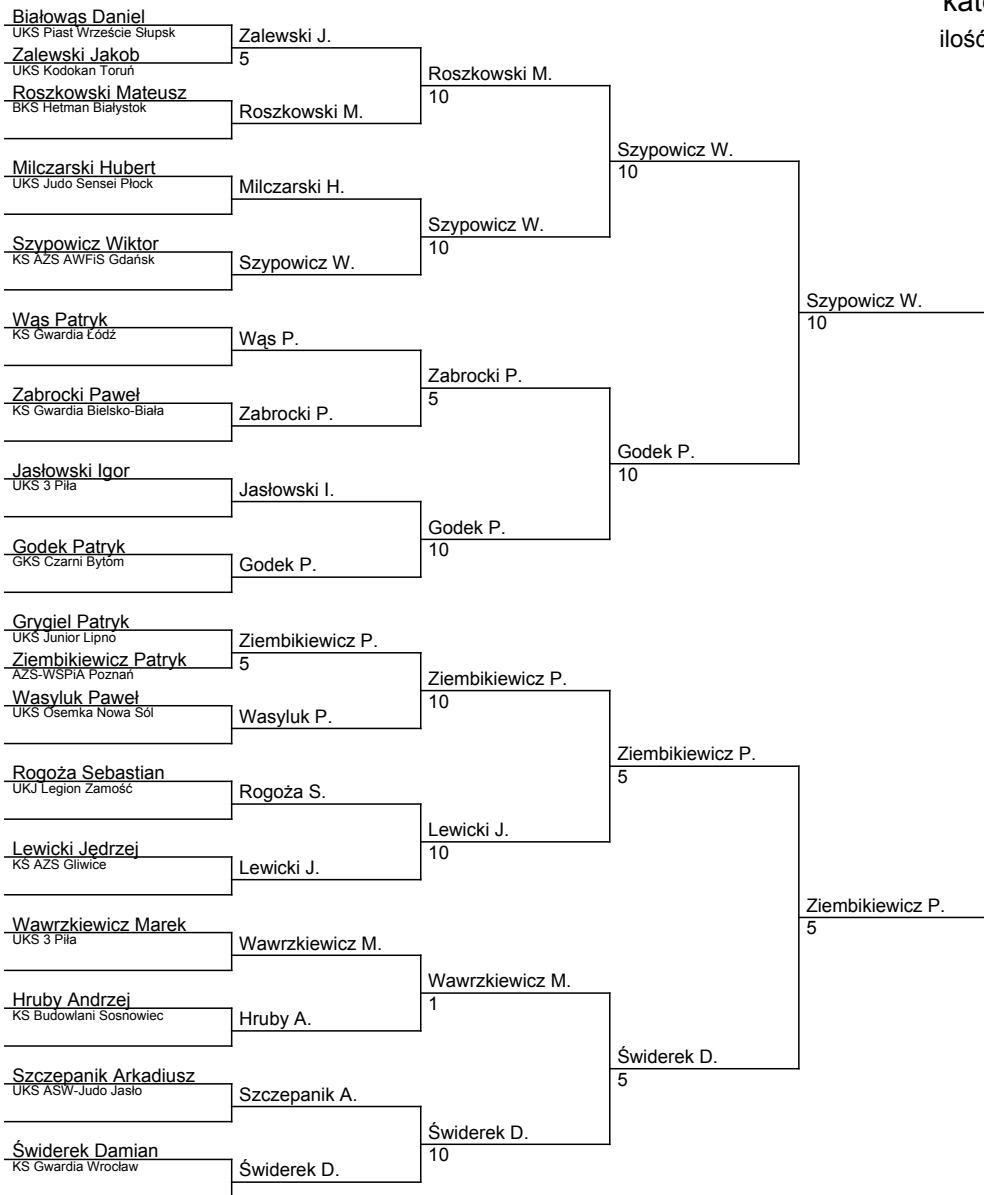 kate
ilość
Białowąs Daniel
UKS Piast Wrzeście Słupsk
Zalewski Jakob
UKS Kodokan Toruń
Roszkowski Mateusz
BKS Hetman Białystok
Milczarski Hubert
UKS Judo Sensei Płock
Szypowicz Wiktor
KS AZS AWFiS Gdańsk
Wąs Patryk
KS Gwardia Łódź
Zabrocki Paweł
KS Gwardia Bielsko-Biała
Jasłowski Igor
UKS 3 Piła
Godek Patryk
GKS Czarni Bytom
Grygiel Patryk
UKS Junior Lipno
Ziembikiewicz Patryk
AZS-WSPiA Poznań
Wasyluk Paweł
UKS Osemka Nowa Sól
Rogoża Sebastian
UKJ Legion Zamość
Lewicki Jędrzej
KS AZS Gliwice
Wawrzkiewicz Marek
UKS 3 Piła
Hruby Andrzej
KS Budowlani Sosnowiec
Szczepanik Arkadiusz
UKS ASW-Judo Jasło
Świderek Damian
KS Gwardia Wrocław
Zalewski J.
5
Roszkowski M.
Milczarski H.
Szypowicz W.
Wąs P.
Zabrocki P.
Jasłowski I.
Godek P.
Ziembikiewicz P.
5
Wasyluk P.
Rogoża S.
Lewicki J.
Wawrzkiewicz M.
Hruby A.
Szczepanik A.
Świderek D.
Roszkowski M.
10
Szypowicz W.
10
Zabrocki P.
5
Godek P.
10
Ziembikiewicz P.
10
Lewicki J.
10
Wawrzkiewicz M.
1
Świderek D.
10
Szypowicz W.
10
Godek P.
10
Ziembikiewicz P.
5
Świderek D.
5
Szypowicz W.
10
Ziembikiewicz P.
5